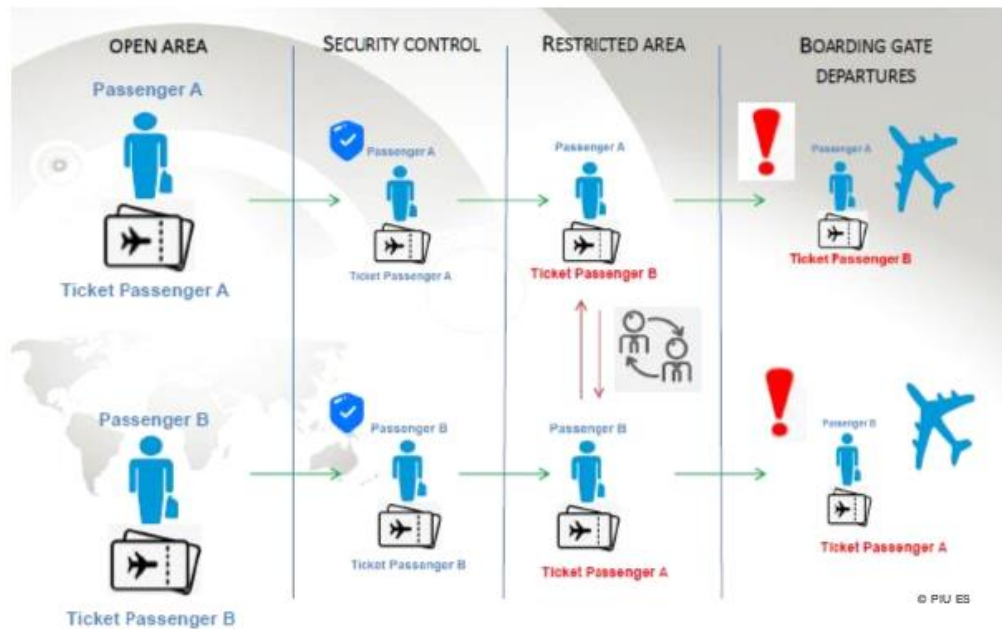 OPEN AREA
SECURITY CONTROL
RESTRICTED AREA
BOARDING GATE
DEPARTURES
Passenger A
Passenger A
Passenger A
Passenger A
Ticket Passenger A
Ticket Passenger A
Ticket Passenger B
Ticket Passenger B
Passenger B
Passenger B
Passenger B
Passenger B
Ticket Passenger B
Ticket Passenger B
Ticket Passenger A
Ticket Passenger A
© PIU ES